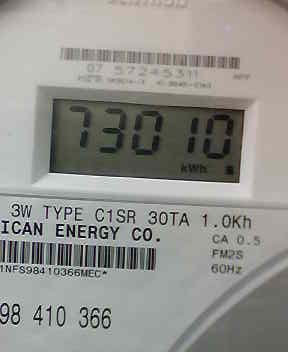 07 57245311
73010
kWh
3W TYPE C1SR 30TA 1.0Kh
ICAN ENERGY CO.
CA 0.5
FM2S
1NFS98410366MEC*
60Hz
98 410 366